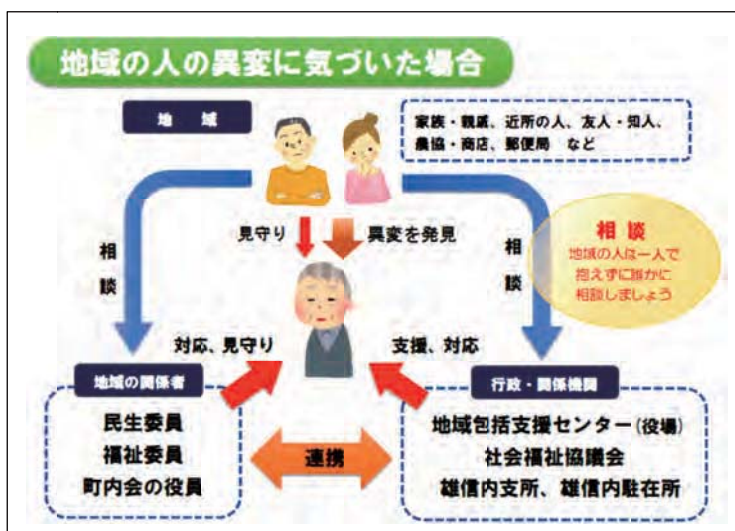 地域の人の異変に気づいた場合
地域
家族・親戚、近所の人、友人・知人、
農協・商店、郵便局 など
相談
見守り
異変を発見
相談
相談
地域の人は一人で
抱えずに誰かに
相談しましょう
対応、見守り
支援、対応
地域の関係者
民生委員
福祉委員
町内会の役員
連携
行政・関係機関
地域包括支援センター(役場)
社会福祉協議会
雄信内支所、雄信内駐在所